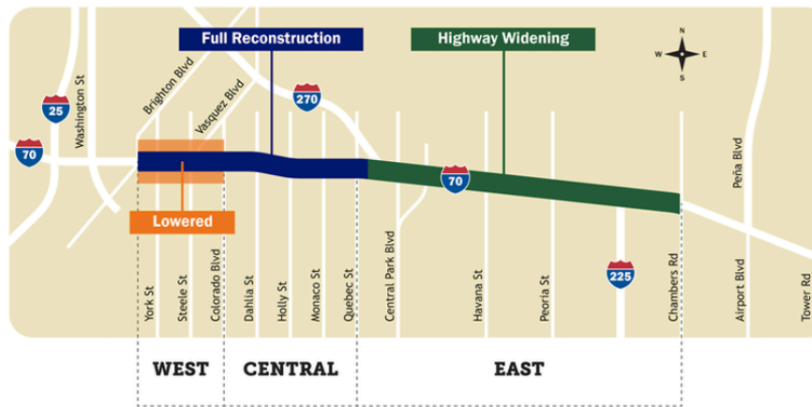 Full Reconstruction
Highway Widening
N
W E
S
25
70
Washington St
Brighton Blvd
Vasquez Blvd
270
70
Peña Blvd
Lowered
225
York St
Steele St
Colorado Blvd
Dahlia St
Holly St
Monaco St
Quebec St
Central Park Blvd
Havana St
Peoria St
Chambers Rd
Airport Blvd
Tower Rd
WEST
CENTRAL
EAST